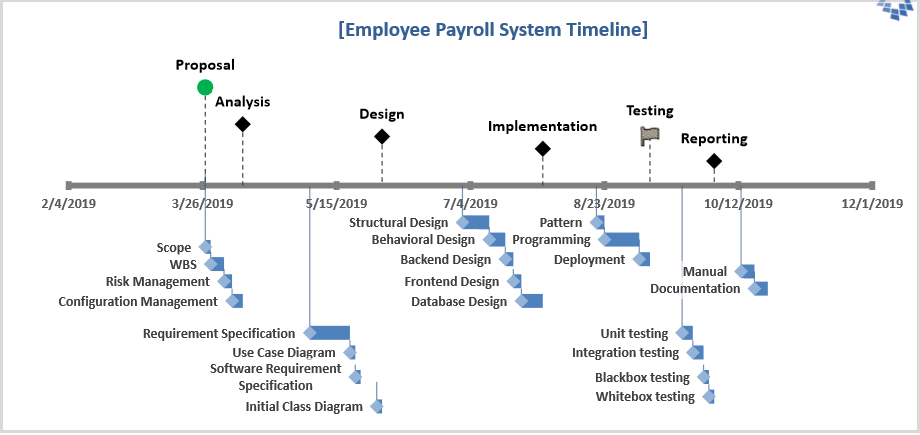 [Employee Payroll System Timeline]
Proposal
Analysis
Design
Implementation
Testing
Reporting
2/4/2019
3/26/2019
5/15/2019
7/4/2019
8/23/2019
10/12/2019
12/1/2019
Scope
WBS
Risk Management
Configuration Management
Requirement Specification
Use Case Diagram
Software Requirement
Specification
Initial Class Diagram
Structural Design
Behavioral Design
Backend Design
Frontend Design
Database Design
Pattern
Programming
Deployment
Unit testing
Integration testing
Blackbox testing
Whitebox testing
Manual
Documentation